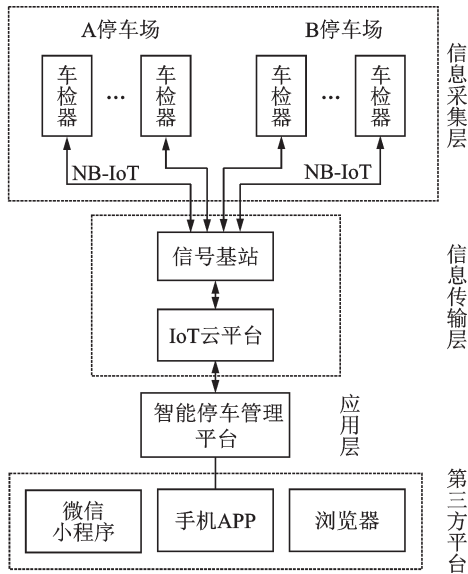 A停车场
B停车场
车检器
...
车检器
车检器
...
车检器
信息采集层
NB-IoT
NB-IoT
信号基站
信息传输层
IoT云平台
智能停车管理
平台
应用层
微信
小程序
手机APP
浏览器
第三方平台